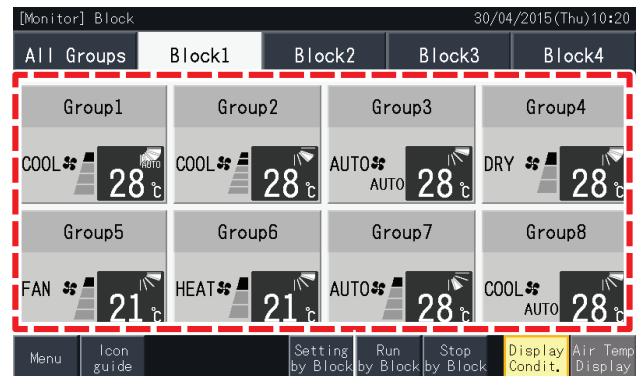 [Monitor] Block 30/04/2015(Thu)10:20
All Groups Block1 Block2 Block3 Block4
Group1 Group2 Group3 Group4
COOL AUTO 28℃ COOL 28℃ AUTO AUTO 28℃ DRY 28℃
Group5 Group6 Group7 Group8
FAN 21℃ HEAT 21℃ AUTO 28℃ COOL AUTO 28℃
Menu Icon guide Setting by Block Run by Block Stop by Block Display Condit. Air Temp Display